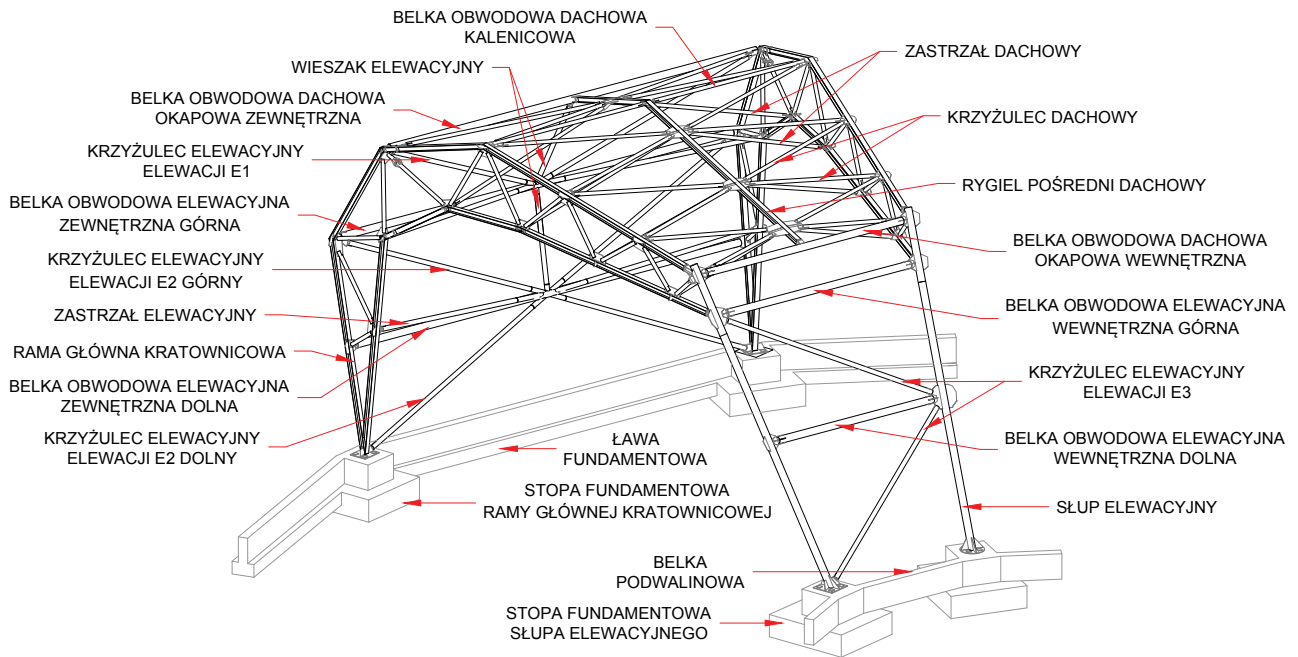 BELKA OBWODOWA DACHOWA
KALENICOWA
WIESZAK ELEWACYJNY
BELKA OBWODOWA DACHOWA
OKAPOWA ZEWNĘTRZNA
KRZYŻULEC ELEWACYJNY
ELEWACJI E1
BELKA OBWODOWA ELEWACYJNA
ZEWNĘTRZNA GÓRNA
KRZYŻULEC ELEWACYJNY
ELEWACJI E2 GÓRNY
ZASTRZAŁ ELEWACYJNY
RAMA GŁÓWNA KRATOWNICOWA
BELKA OBWODOWA ELEWACYJNA
ZEWNĘTRZNA DOLNA
KRZYŻULEC ELEWACYJNY
ELEWACJI E2 DOLNY
ŁAWA
FUNDAMENTOWA
STOPA FUNDAMENTOWA
RAMY GŁÓWNEJ KRATOWNICOWEJ
BELKA
PODWALINOWA
STOPA FUNDAMENTOWA
SŁUPA ELEWACYJNEGO
ZASTRZAŁ DACHOWY
KRZYŻULEC DACHOWY
RYGIEL POŚREDNI DACHOWY
BELKA OBWODOWA DACHOWA
OKAPOWA WEWNĘTRZNA
BELKA OBWODOWA ELEWACYJNA
WEWNĘTRZNA GÓRNA
KRZYŻULEC ELEWACYJNY
ELEWACJI E3
BELKA OBWODOWA ELEWACYJNA
WEWNĘTRZNA DOLNA
SŁUP ELEWACYJNY